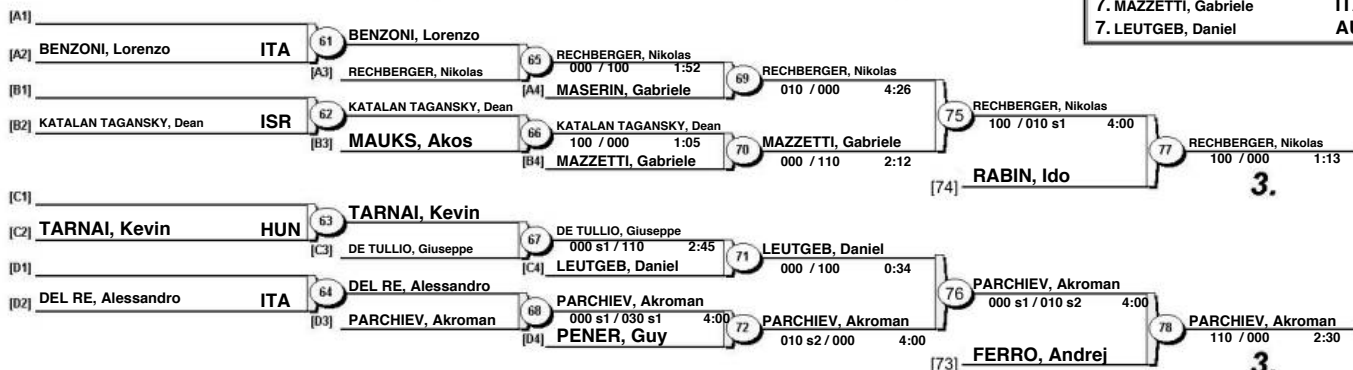 7. MAZZETTI, Gabriele
7. LEUTGEB, Daniel
[A1]
[A2] BENZONI, Lorenzo ITA
61
BENZONI, Lorenzo
[A3] RECHBERGER, Nikolas
65
RECHBERGER, Nikolas
000 / 100 1:52
[A4] MASERIN, Gabriele
69
RECHBERGER, Nikolas
010 / 000 4:26
[B1]
[B2] KATALAN TAGANSKY, Dean ISR
62
KATALAN TAGANSKY, Dean
[B3] MAUKS, Akos
66
KATALAN TAGANSKY, Dean
100 / 000 1:05
[B4] MAZZETTI, Gabriele
70
MAZZETTI, Gabriele
000 / 110 2:12
75
RECHBERGER, Nikolas
100 / 010 s1 4:00
[74] RABIN, Ido
77
RECHBERGER, Nikolas
100 / 000 1:13
3.
[C1]
[C2] TARNAI, Kevin HUN
63
TARNAI, Kevin
[C3] DE TULLIO, Giuseppe
67
DE TULLIO, Giuseppe
000 s1 / 110 2:45
[C4] LEUTGEB, Daniel
71
LEUTGEB, Daniel
000 / 100 0:34
[D1]
[D2] DEL RE, Alessandro ITA
64
DEL RE, Alessandro
[D3] PARCHIEV, Akroman
68
PARCHIEV, Akroman
000 s1 / 030 s1 4:00
[D4] PENER, Guy
72
PARCHIEV, Akroman
010 s2 / 000 4:00
76
PARCHIEV, Akroman
000 s1 / 010 s2 4:00
[73] FERRO, Andrej
78
PARCHIEV, Akroman
110 / 000 2:30
3.